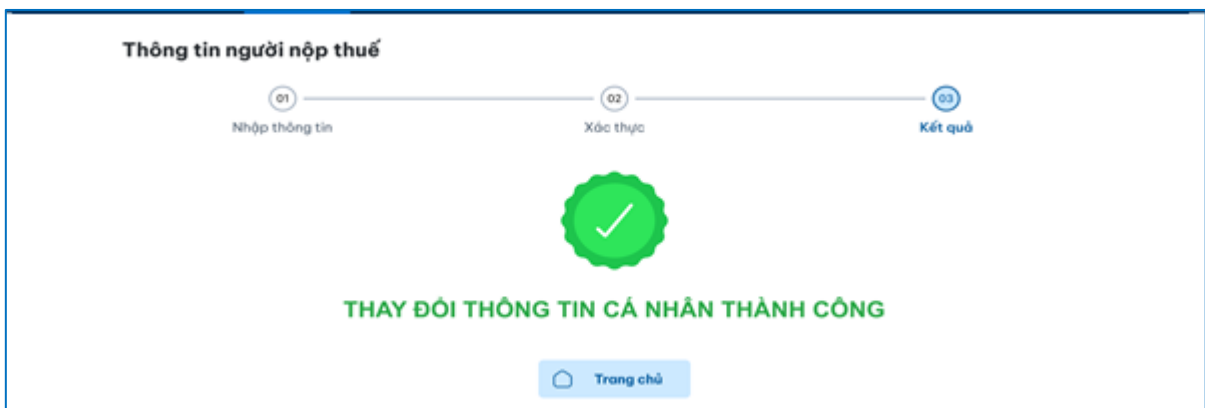 Thông tin người nộp thuế
01
02
03
Nhập thông tin
Xác thực
Kết quả
THAY ĐỔI THÔNG TIN CÁ NHÂN THÀNH CÔNG
Trang chủ